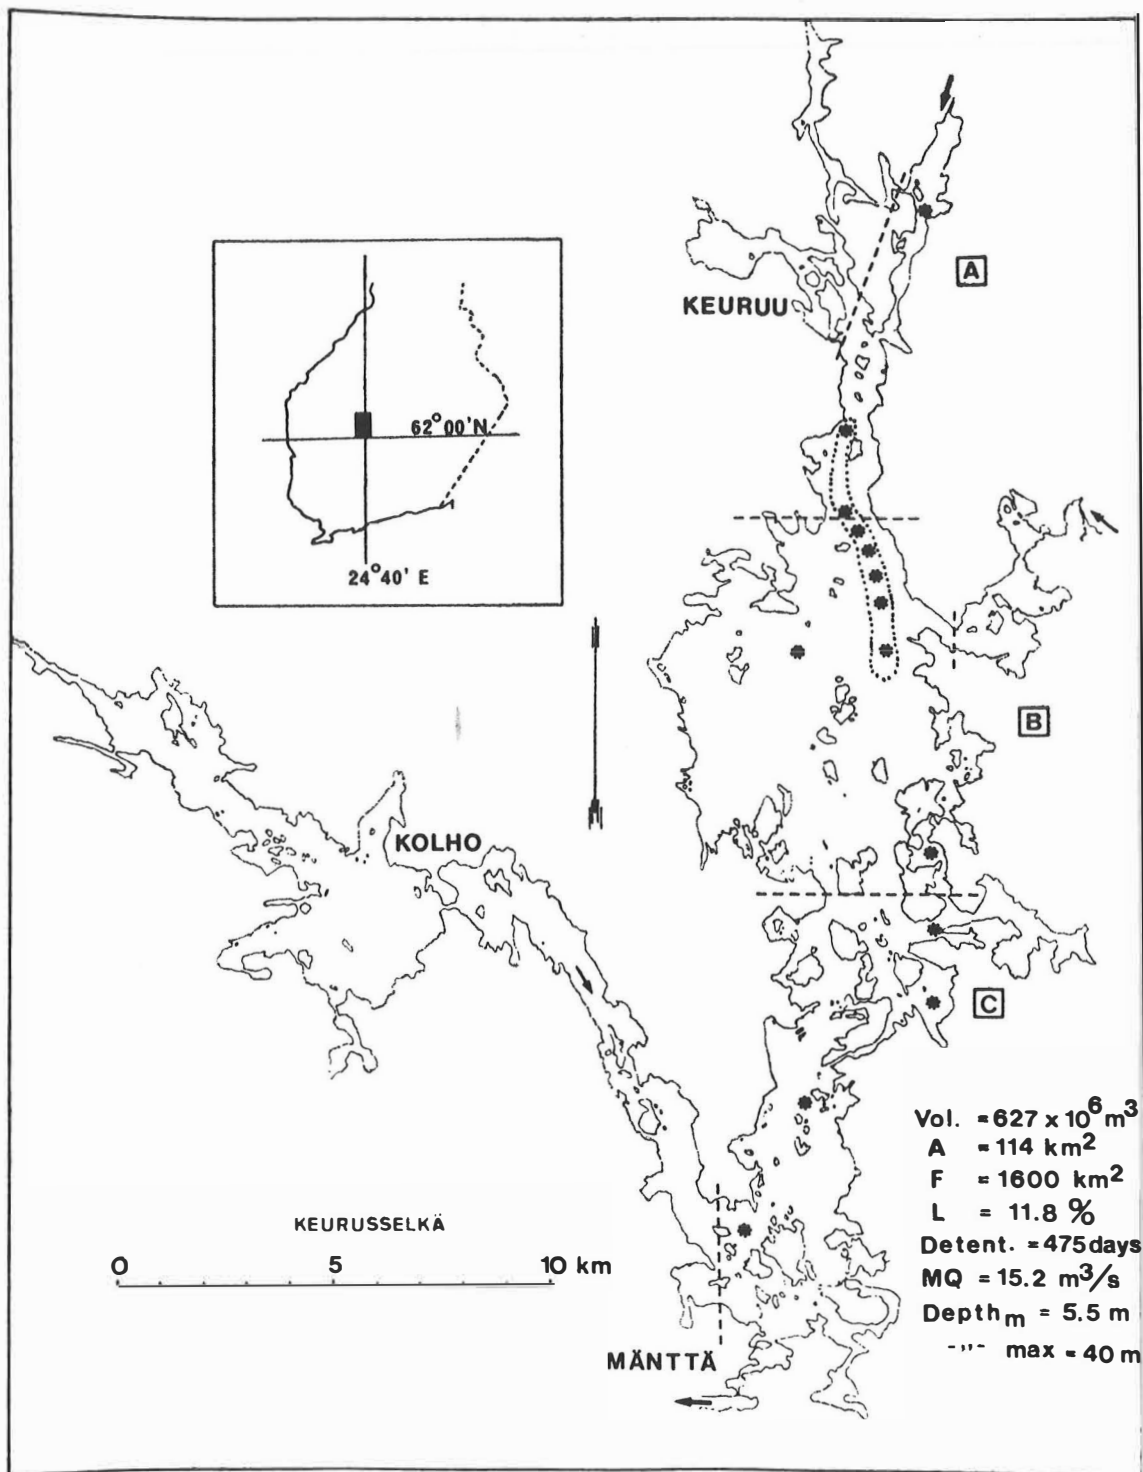 A
KEURUU
62°00'N
24°40' E
B
KOLHO
C
Vol. = 627 x 10⁶ m³
A = 114 km²
F = 1600 km²
L = 11.8 %
Detent. = 475 days
MQ = 15.2 m³/s
Depthₘ = 5.5 m
-"- max = 40 m
KEURUSSELKÄ
0 5 10 km
MÄNTTÄ